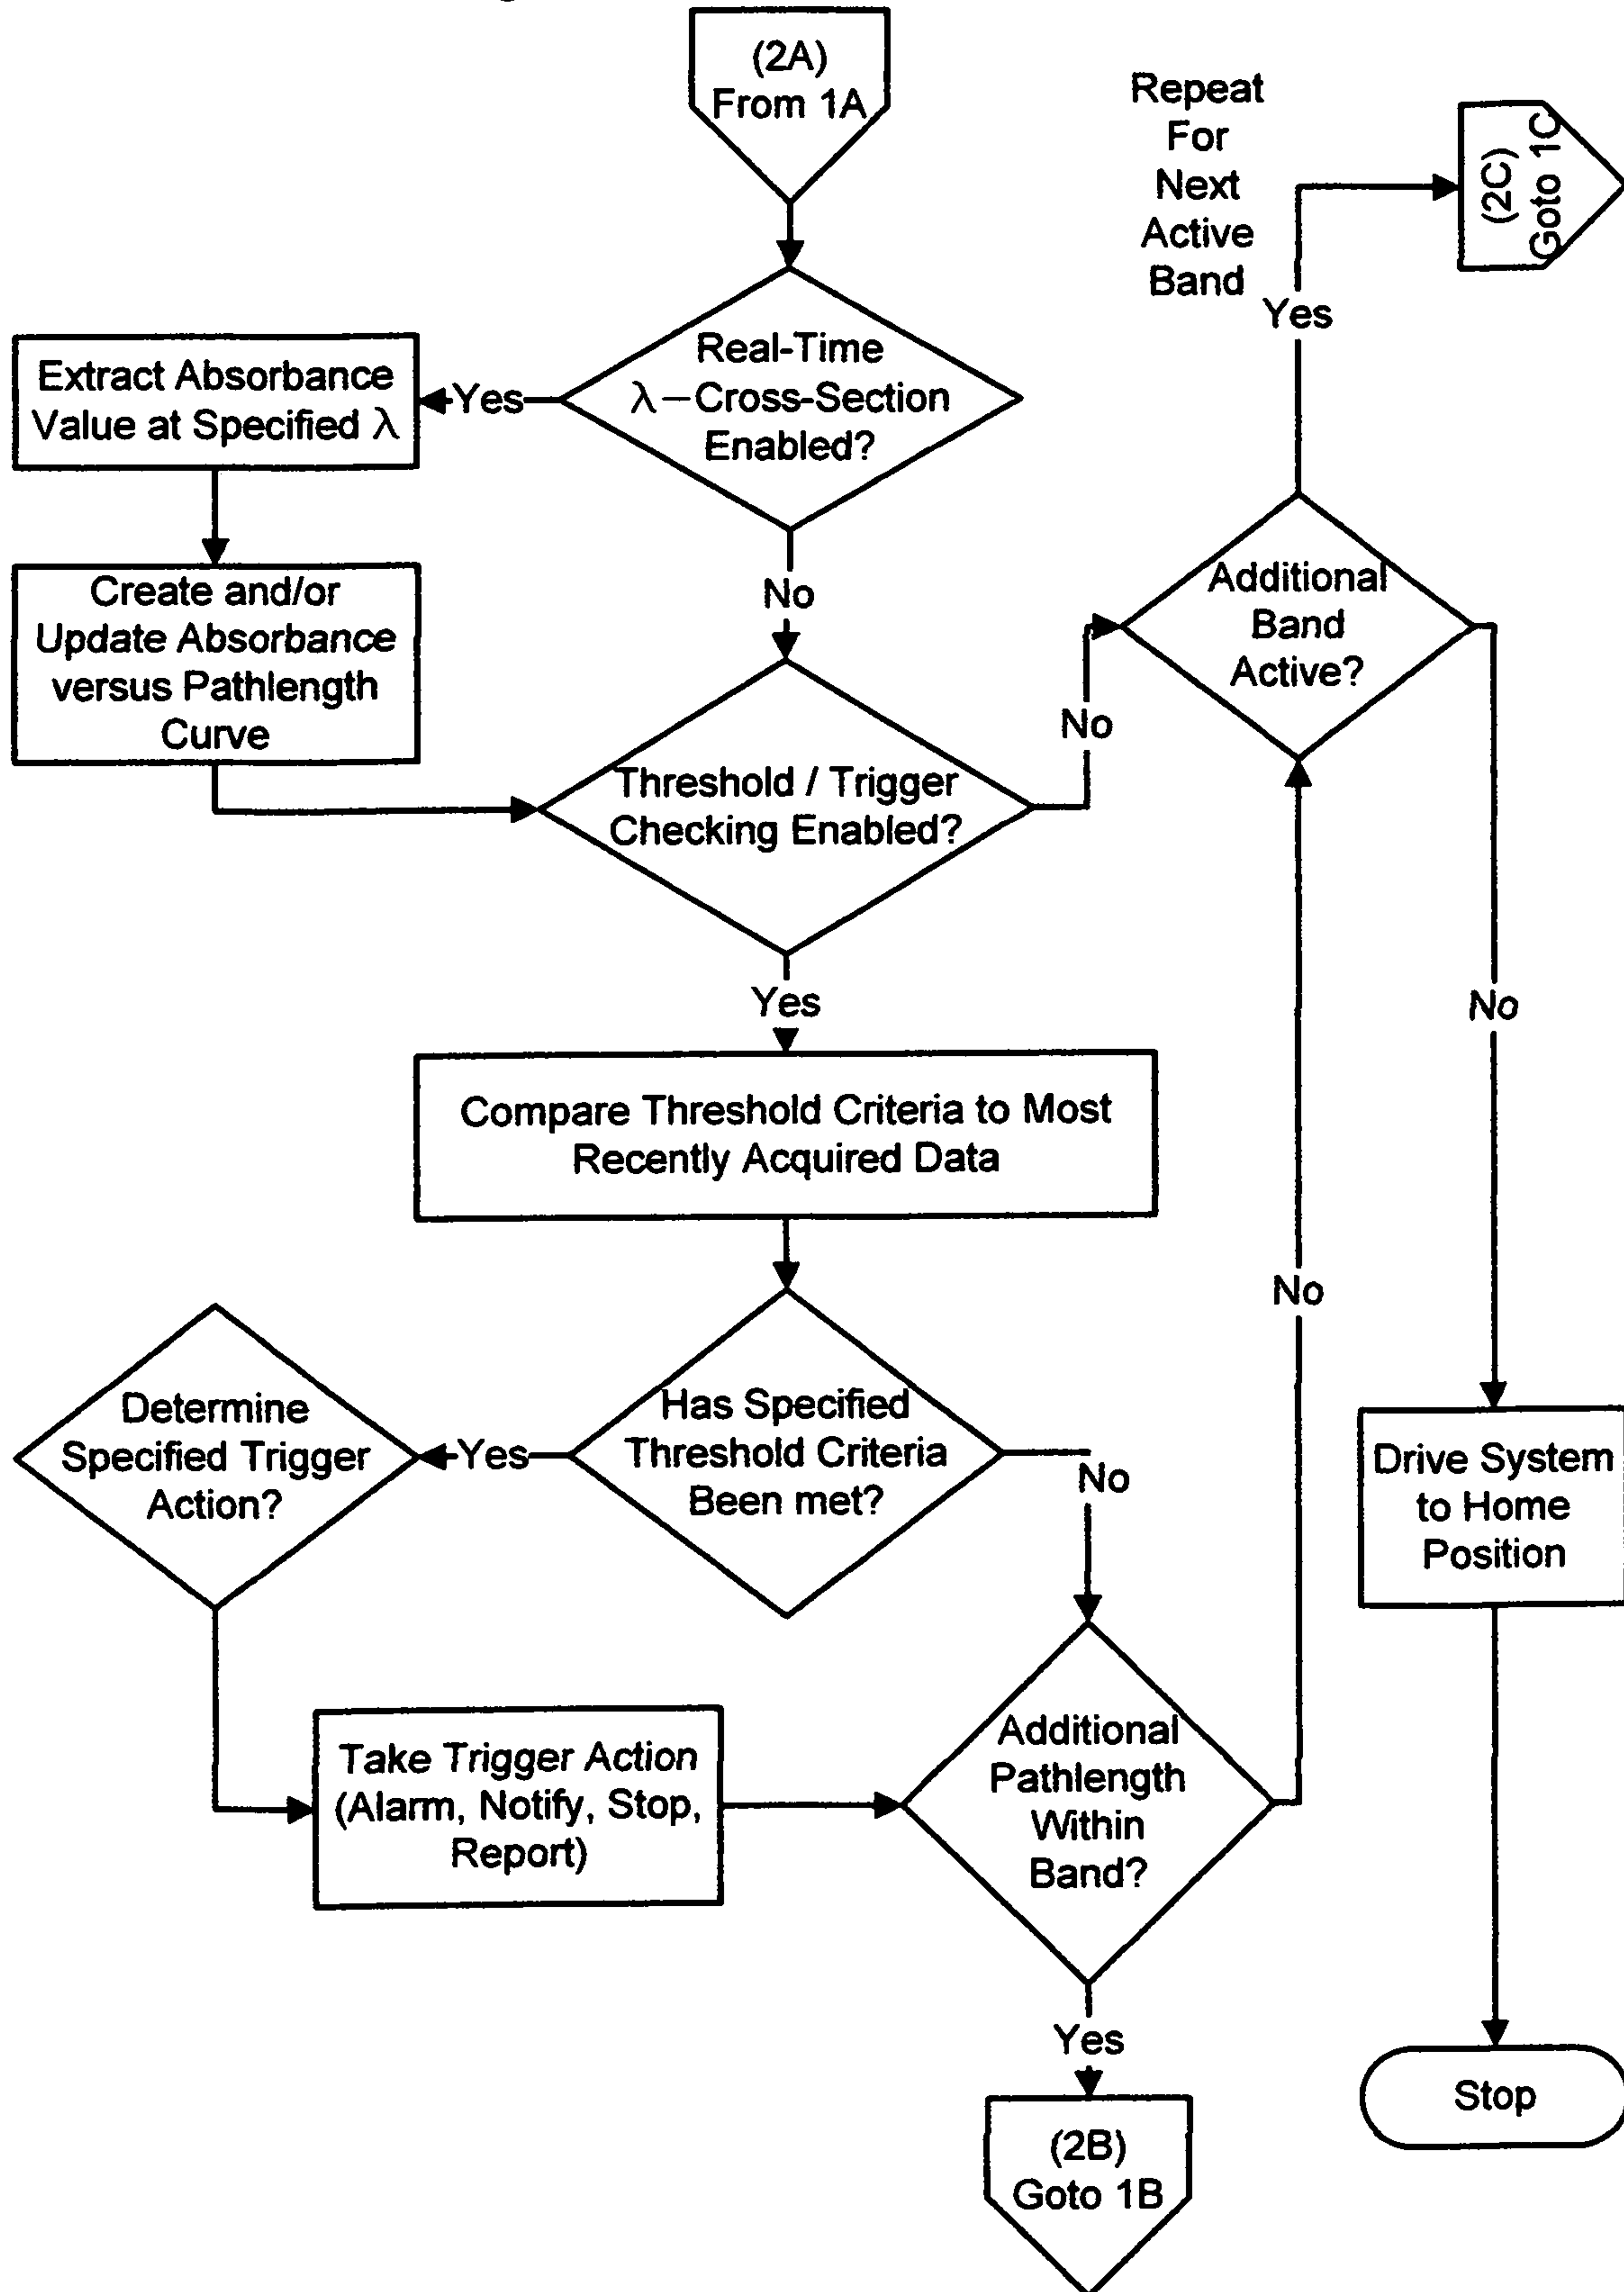 (2A)
From 1A
Repeat
For
Next
Active
Band
(2C)
Goto 1C
Yes
Real-Time
λ–Cross-Section
Enabled?
Yes
Extract Absorbance
Value at Specified λ
Create and/or
Update Absorbance
versus Pathlength
Curve
No
Additional
Band
Active?
No
Threshold / Trigger
Checking Enabled?
Yes
No
Compare Threshold Criteria to Most
Recently Acquired Data
No
Determine
Specified Trigger
Action?
Yes
Has Specified
Threshold Criteria
Been met?
No
Drive System
to Home
Position
Take Trigger Action
(Alarm, Notify, Stop,
Report)
Additional
Pathlength
Within
Band?
Yes
(2B)
Goto 1B
Stop